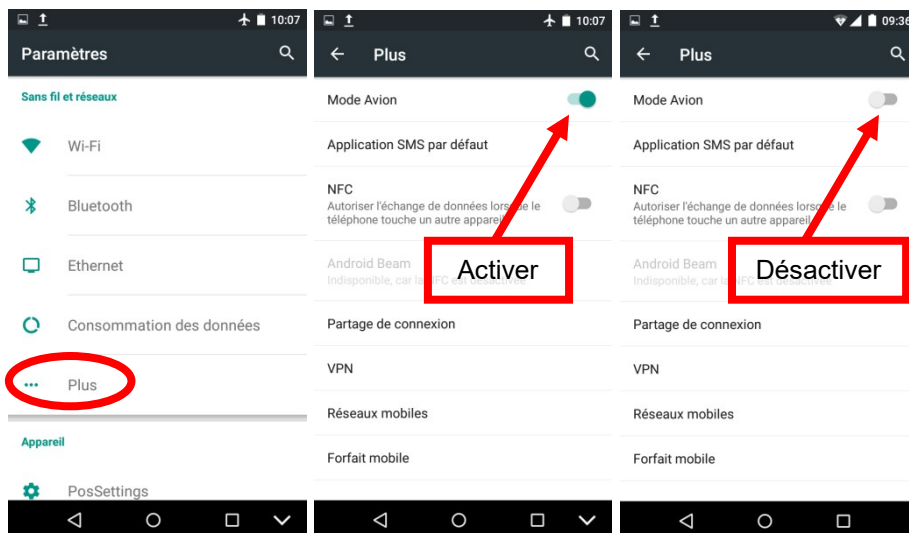 10:07
Paramètres
Sans fil et réseaux
Wi-Fi
Bluetooth
Ethernet
Consommation des données
Plus
Appareil
PosSettings
10:07
Plus
Mode Avion
Application SMS par défaut
NFC
Autoriser l'échange de données lorsque le
téléphone touche un autre appareil
Android Beam
Indisponible, car la NFC est désactivée
Activer
Partage de connexion
VPN
Réseaux mobiles
Forfait mobile
09:36
Plus
Mode Avion
Application SMS par défaut
NFC
Autoriser l'échange de données lorsque le
téléphone touche un autre appareil
Android Beam
Indisponible, car la NFC est désactivée
Désactiver
Partage de connexion
VPN
Réseaux mobiles
Forfait mobile